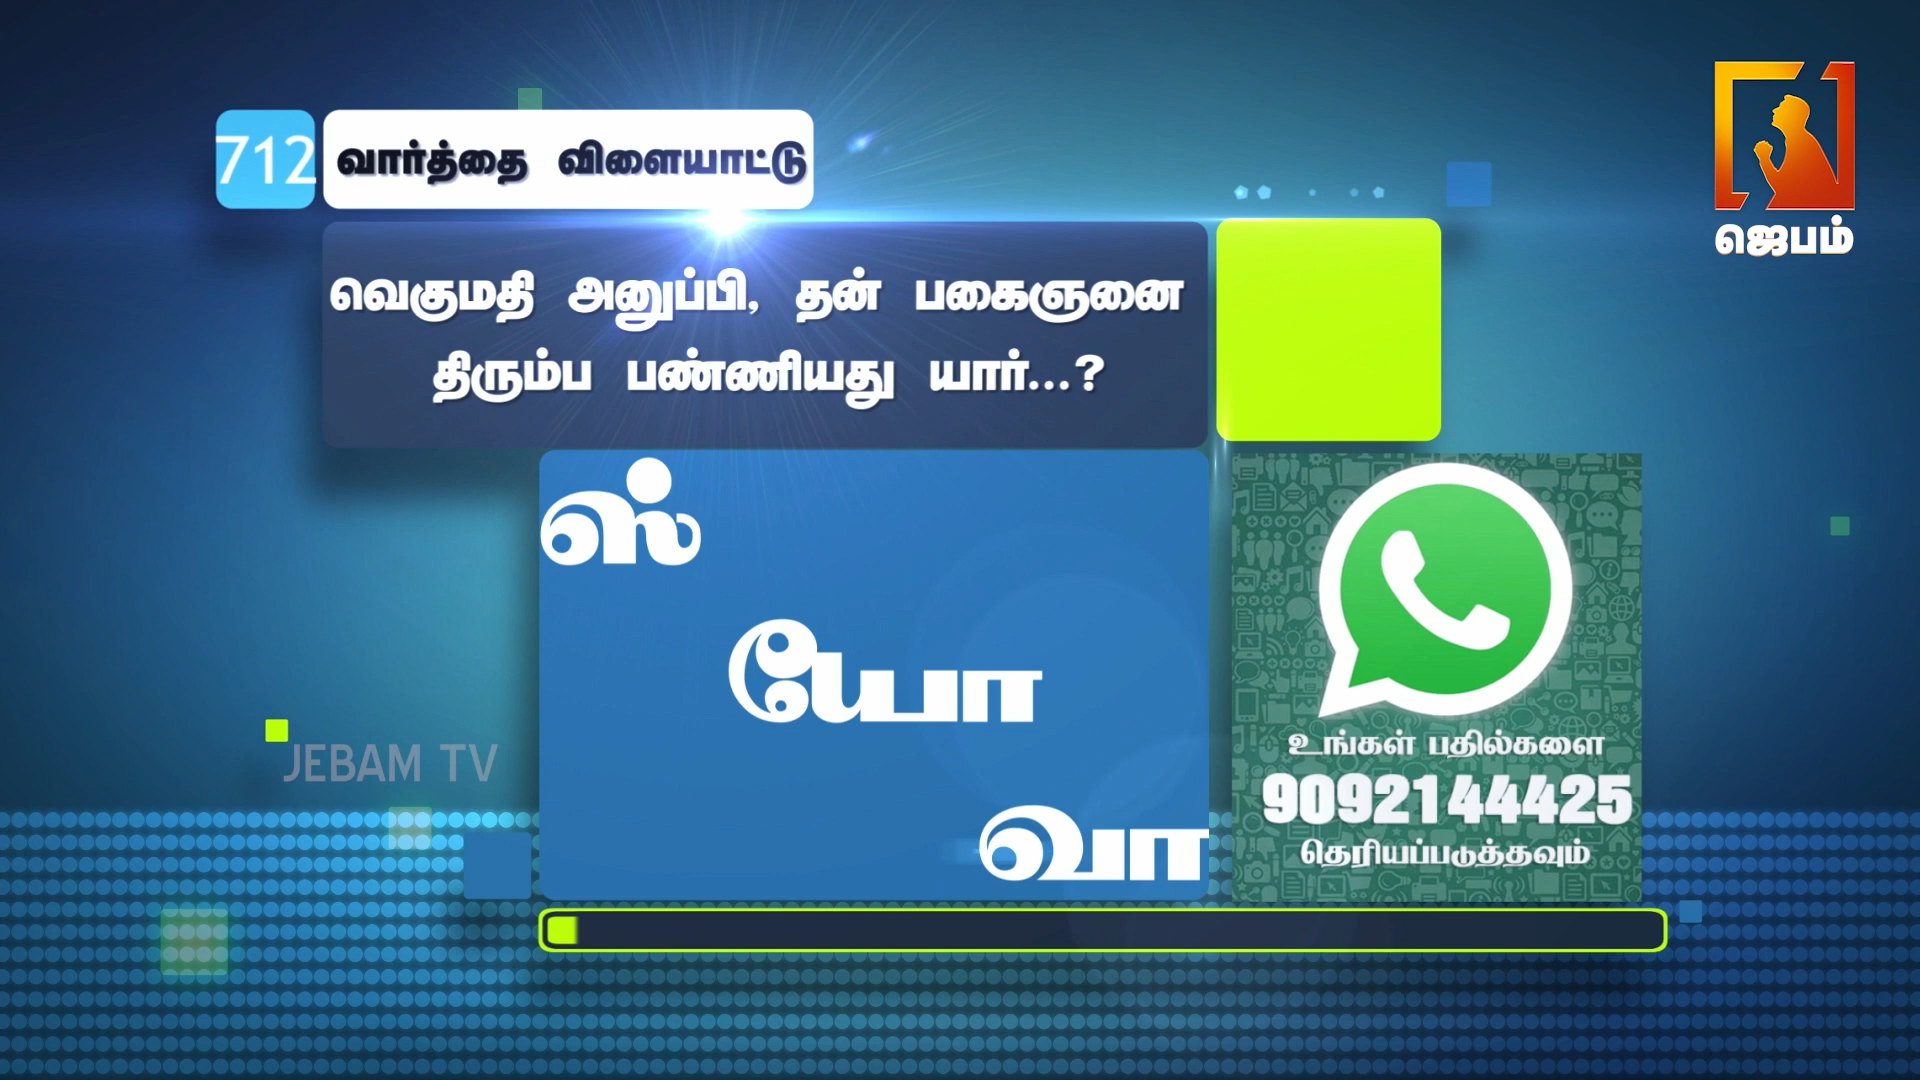 712 வார்த்தை விளையாட்டு
ஜெபம்
வெகுமதி அனுப்பி, தன் பகைஞனை
திரும்ப பண்ணியது யார்...?
ஸ்
யோ
வா
உங்கள் பதில்களை
9092144425
தெரியப்படுத்தவும்
JEBAM TV